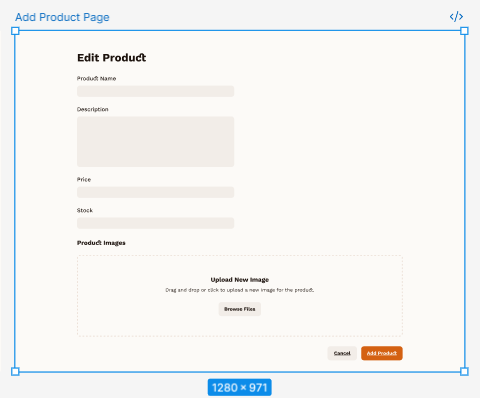 Add Product Page
</>
Edit Product
Product Name
Description
Price
Stock
Product Images
Upload New Image
Drag and drop or click to upload a new image for the product.
Browse Files
Cancel
Add Product
1280 × 971